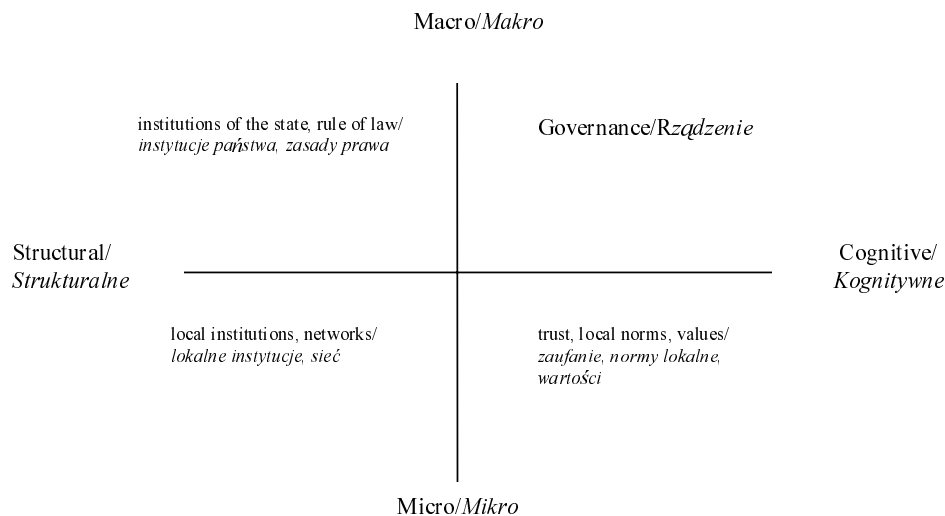 Macro/Makro
institutions of the state, rule of law/
instytucje państwa, zasady prawa
Governance/Rządzenie
Structural/
Strukturalne
Cognitive/
Kognitywne
local institutions, networks/
lokalne instytucje, sieć
trust, local norms, values/
zaufanie, normy lokalne,
wartości
Micro/Mikro